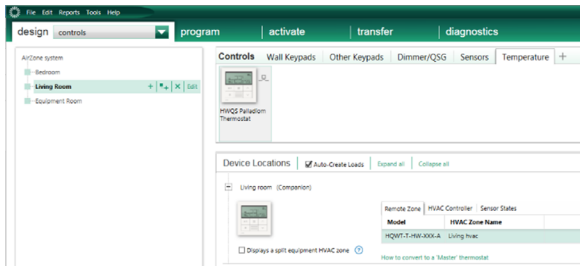 File Edit Reports Tools Help
design controls program activate transfer diagnostics
AirZone system
Bedroom
Living Room + × Edit
Equipment Room
Controls Wall Keypads Other Keypads Dimmer/QSG Sensors Temperature +
HWQS Palladiom
Thermostat
Device Locations Auto-Create Loads Expand all Collapse all
Living room (Companion)
Remote Zone HVAC Controller Sensor States
Model HVAC Zone Name
HQWT-T-HW-XXX-A Living hvac
Displays a split equipment HVAC zone ?
How to convert to a 'Master' thermostat